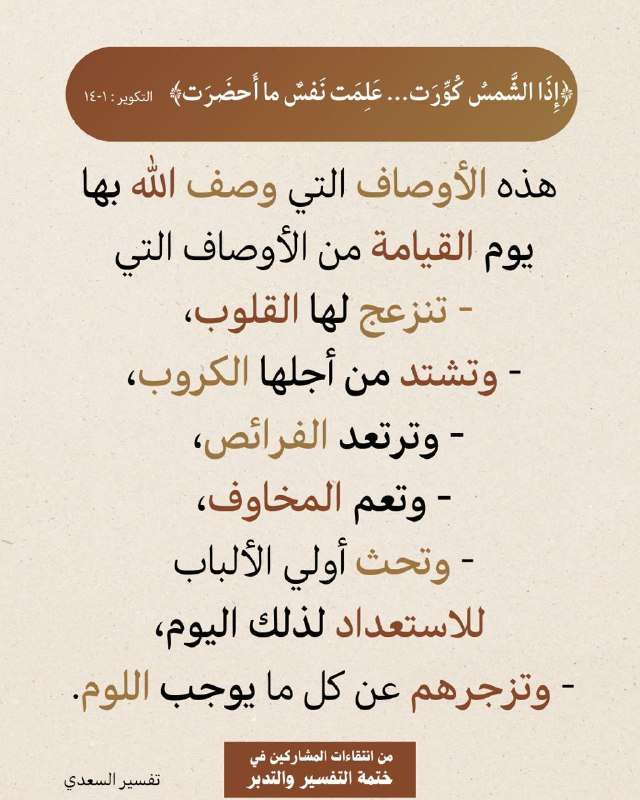 ﴿إِذَا الشَّمسُ كُوِّرَت... عَلِمَت نَفسٌ ما أَحضَرَت﴾ التكوير : ١-١٤
هذه الأوصاف التي وصف الله بها
يوم القيامة من الأوصاف التي
- تنزعج لها القلوب،
- وتشتد من أجلها الكروب،
- وترتعد الفرائص،
- وتعم المخاوف،
- وتحث أولي الألباب
للاستعداد لذلك اليوم،
- وتزجرهم عن كل ما يوجب اللوم.
من انتقاءات المشاركين في
ختمة التفسير والتدبر
تفسير السعدي